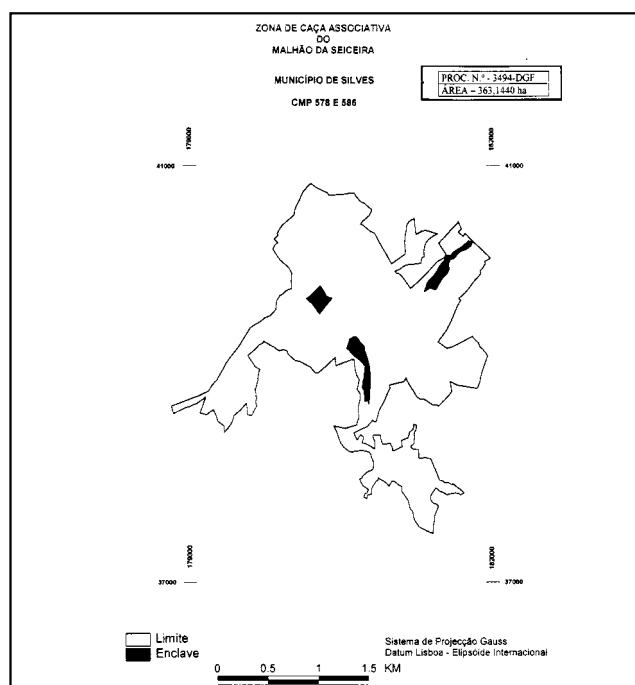 ZONA DE CAÇA ASSOCIATIVA
DO
MALHÃO DA SEICEIRA
MUNICÍPIO DE SILVES
CMP 578 E 586
PROC. N.º - 3494-DGF
ÁREA – 363,1440 ha
179000
182000
41000
41000
179000
182000
37000
37000
Limite
Enclave
Sistema de Projecção Gauss
Datum Lisboa - Elipsóide Internacional
0 0.5 1 1.5 KM